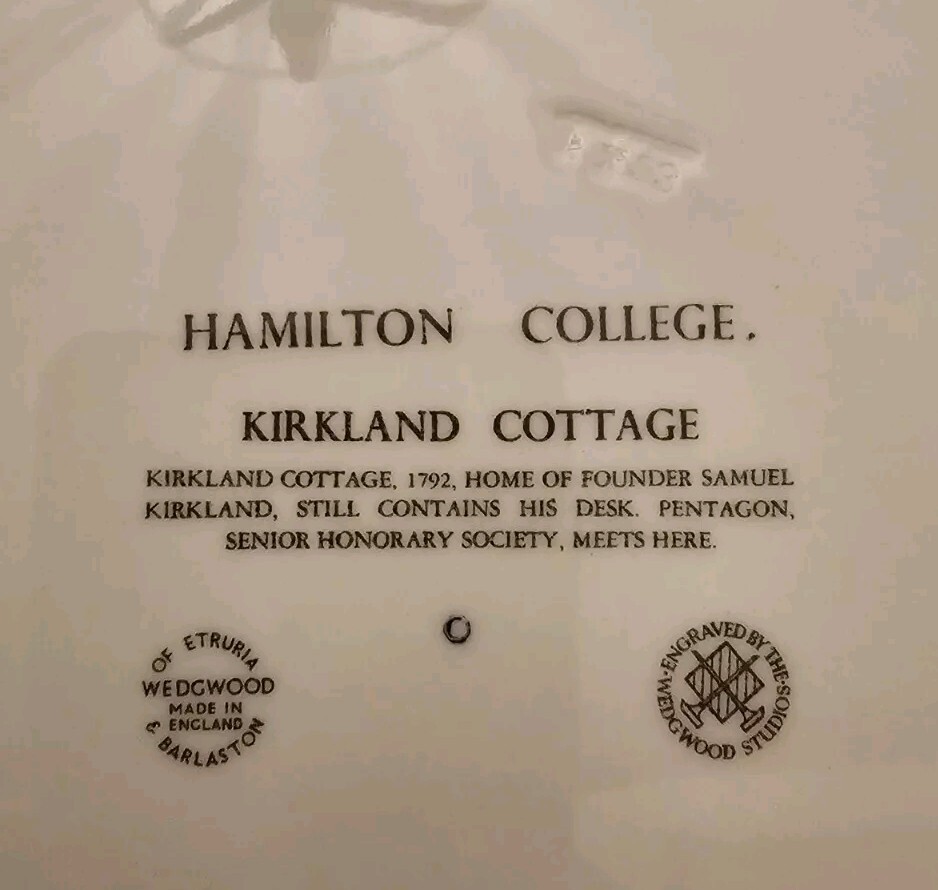 HAMILTON COLLEGE.
KIRKLAND COTTAGE
KIRKLAND COTTAGE, 1792, HOME OF FOUNDER SAMUEL
KIRKLAND, STILL CONTAINS HIS DESK. PENTAGON,
SENIOR HONORARY SOCIETY, MEETS HERE.
©
OF ETRURIA
WEDGWOOD
MADE IN
ENGLAND
& BARLASTON
·ENGRAVED BY THE·
WEDGWOOD STUDIOS